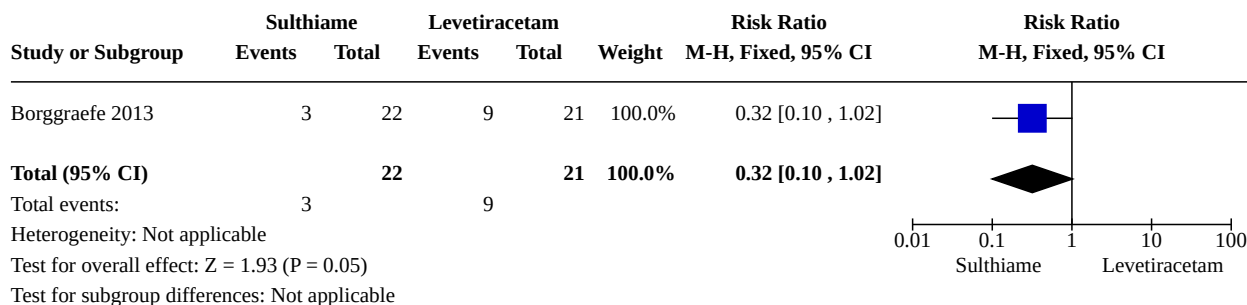 Sulthiame Levetiracetam Risk Ratio Risk Ratio
Study or Subgroup Events Total Events Total Weight M-H, Fixed, 95% CI M-H, Fixed, 95% CI
Borggraefe 2013 3 22 9 21 100.0% 0.32 [0.10 , 1.02]
Total (95% CI) 22 21 100.0% 0.32 [0.10 , 1.02]
Total events: 3 9
Heterogeneity: Not applicable 0.01 0.1 1 10 100
Test for overall effect: Z = 1.93 (P = 0.05) Sulthiame Levetiracetam
Test for subgroup differences: Not applicable